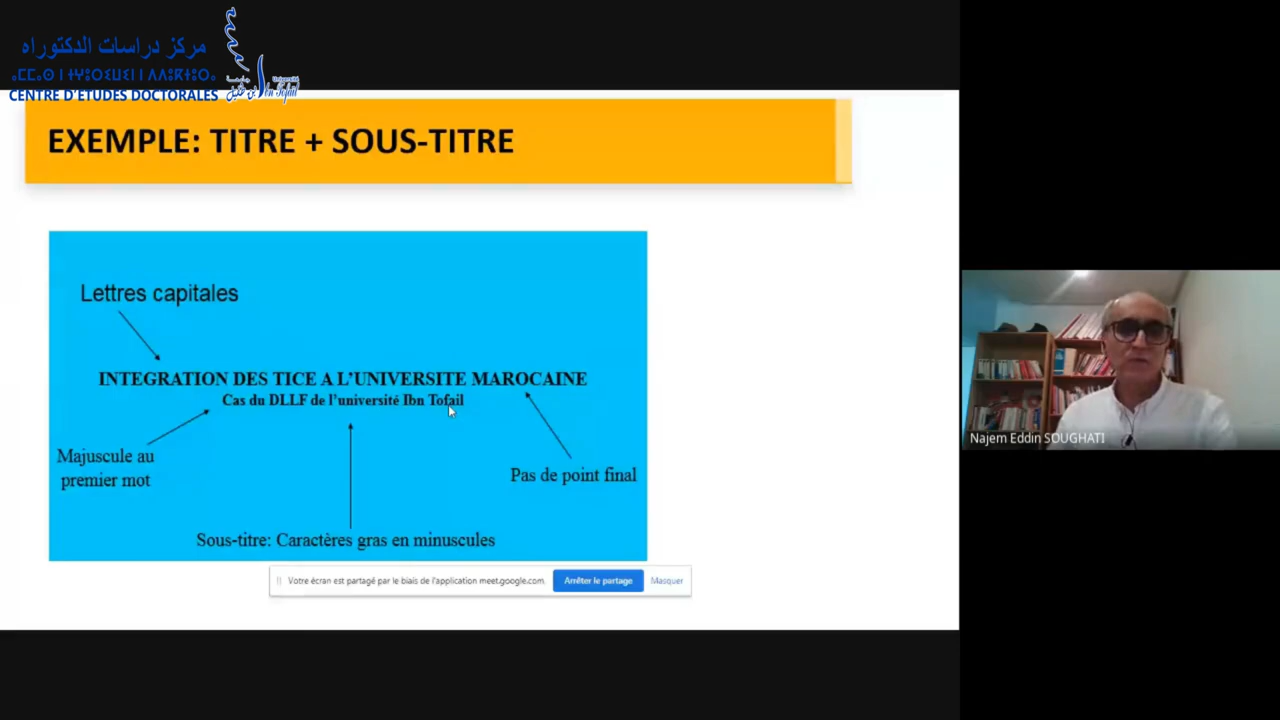 مركز دراسات الدكتوراه
CENTRE D'ETUDES DOCTORALES
Université
Ibn Tofail
EXEMPLE: TITRE + SOUS-TITRE
Lettres capitales
INTEGRATION DES TICE A L'UNIVERSITE MAROCAINE
Cas du DLLF de l'université Ibn Tofail
Majuscule au
premier mot
Pas de point final
Sous-titre: Caractères gras en minuscules
Votre écran est partagé par le biais de l'application meet.google.com.
Arrêter le partage
Masquer
Najem Eddin SOUGHATI